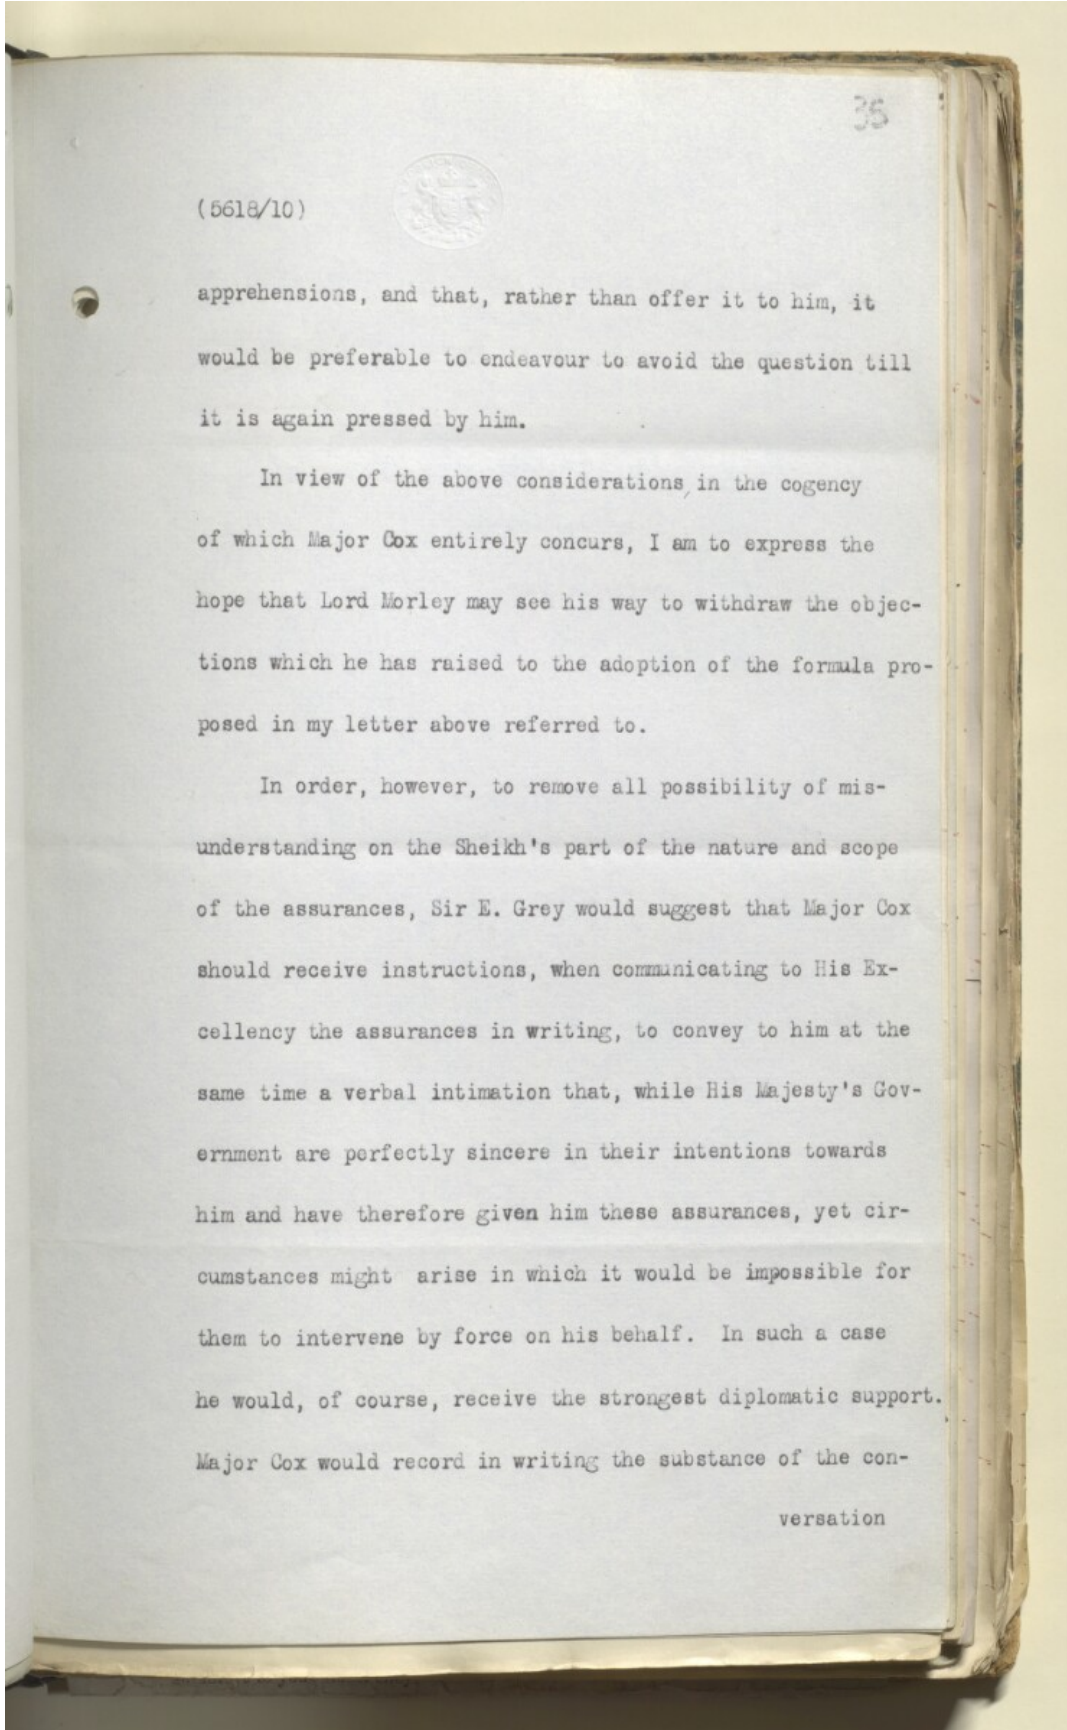 35
(5618/10)
apprehensions, and that, rather than offer it to him, it
would be preferable to endeavour to avoid the question till
it is again pressed by him.
In view of the above considerations, in the cogency
of which Major Cox entirely concurs, I am to express the
hope that Lord Morley may see his way to withdraw the objec-
tions which he has raised to the adoption of the formula pro-
posed in my letter above referred to.
In order, however, to remove all possibility of mis-
understanding on the Sheikh's part of the nature and scope
of the assurances, Sir E. Grey would suggest that Major Cox
should receive instructions, when communicating to His Ex-
cellency the assurances in writing, to convey to him at the
same time a verbal intimation that, while His Majesty's Gov-
ernment are perfectly sincere in their intentions towards
him and have therefore given him these assurances, yet cir-
cumstances might arise in which it would be impossible for
them to intervene by force on his behalf. In such a case
he would, of course, receive the strongest diplomatic support.
Major Cox would record in writing the substance of the con-
versation